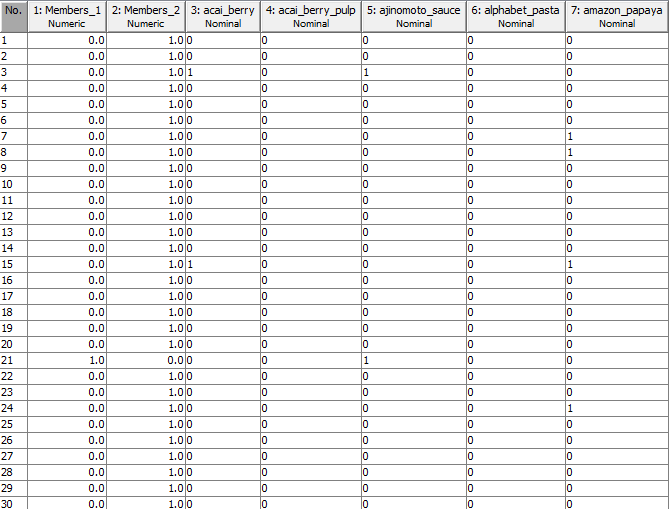 No. 1: Members_1 2: Members_2 3: acai_berry 4: acai_berry_pulp 5: ajinomoto_sauce 6: alphabet_pasta 7: amazon_papaya
Numeric Numeric Nominal Nominal Nominal Nominal Nominal
1 0.0 1.0 0 0 0 0 0
2 0.0 1.0 0 0 0 0 0
3 0.0 1.0 1 0 1 0 0
4 0.0 1.0 0 0 0 0 0
5 0.0 1.0 0 0 0 0 0
6 0.0 1.0 0 0 0 0 0
7 0.0 1.0 0 0 0 0 1
8 0.0 1.0 0 0 0 0 1
9 0.0 1.0 0 0 0 0 0
10 0.0 1.0 0 0 0 0 0
11 0.0 1.0 0 0 0 0 0
12 0.0 1.0 0 0 0 0 0
13 0.0 1.0 0 0 0 0 0
14 0.0 1.0 0 0 0 0 0
15 0.0 1.0 1 0 0 0 1
16 0.0 1.0 0 0 0 0 0
17 0.0 1.0 0 0 0 0 0
18 0.0 1.0 0 0 0 0 0
19 0.0 1.0 0 0 0 0 0
20 0.0 1.0 0 0 0 0 0
21 1.0 0.0 0 0 1 0 0
22 0.0 1.0 0 0 0 0 0
23 0.0 1.0 0 0 0 0 0
24 0.0 1.0 0 0 0 0 1
25 0.0 1.0 0 0 0 0 0
26 0.0 1.0 0 0 0 0 0
27 0.0 1.0 0 0 0 0 0
28 0.0 1.0 0 0 0 0 0
29 0.0 1.0 0 0 0 0 0
30 0.0 1.0 0 0 0 0 0